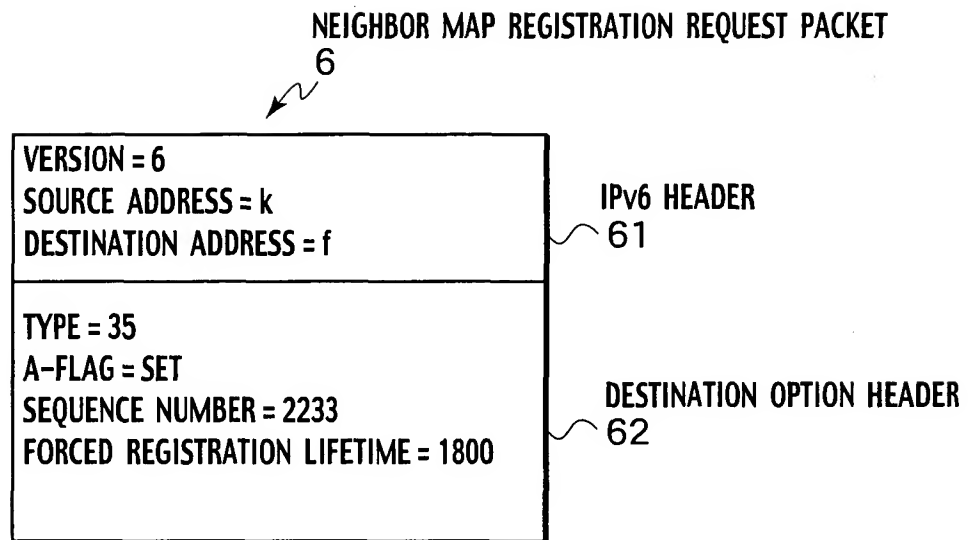 NEIGHBOR MAP REGISTRATION REQUEST PACKET
6
VERSION = 6
SOURCE ADDRESS = k
DESTINATION ADDRESS = f
IPv6 HEADER
61
TYPE = 35
A-FLAG = SET
SEQUENCE NUMBER = 2233
FORCED REGISTRATION LIFETIME = 1800
DESTINATION OPTION HEADER
62